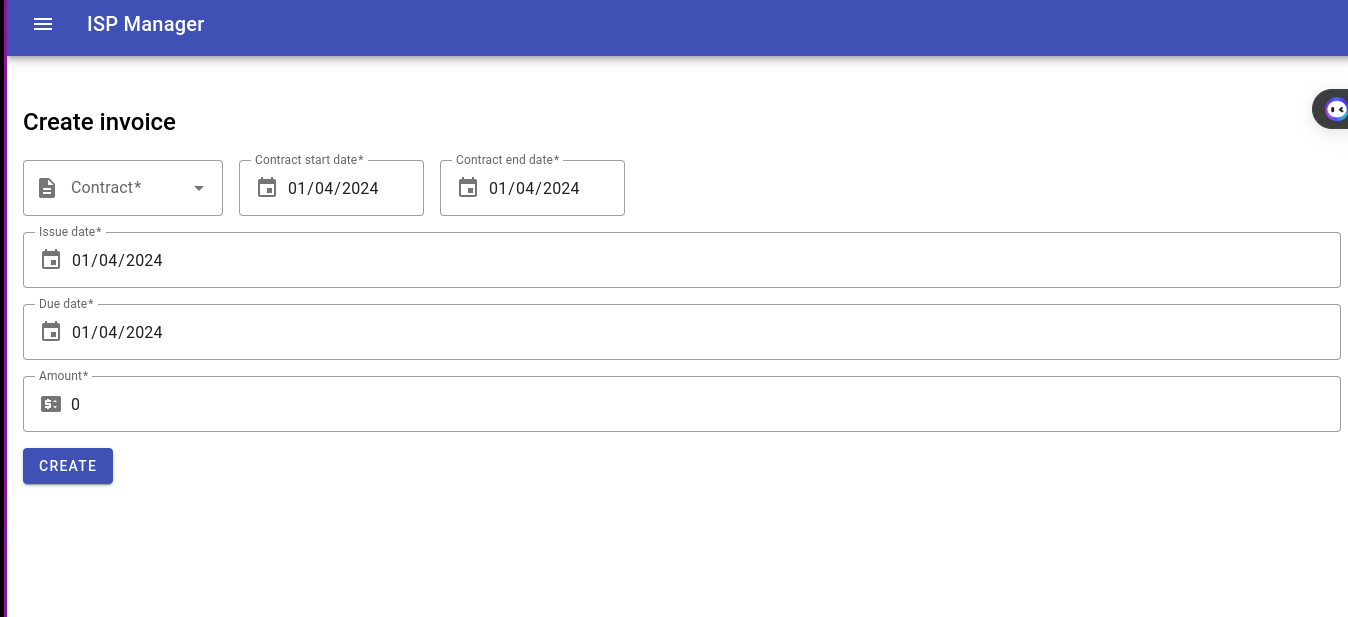 ISP Manager
Create invoice
Contract*
Contract start date*
01/04/2024
Contract end date*
01/04/2024
Issue date*
01/04/2024
Due date*
01/04/2024
Amount*
0
CREATE